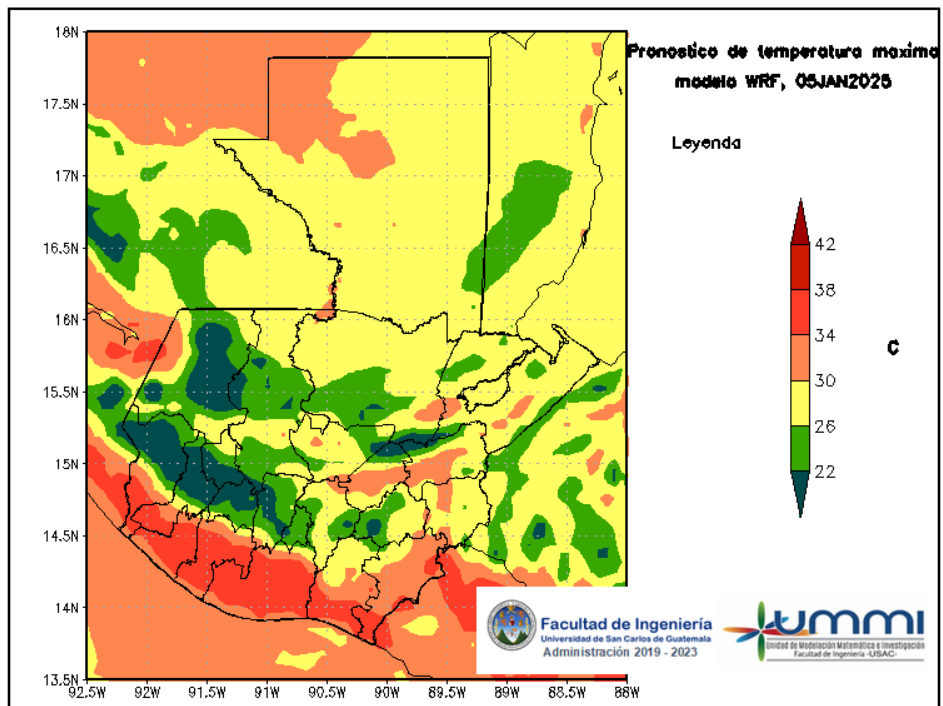 18N
17.5N
17N
16.5N
16N
15.5N
15N
14.5N
14N
13.5N
92.5W
92W
91.5W
91W
90.5W
90W
89.5W
89W
88.5W
88W
Pronostico de temperatura maxima
modelo WRF, 05JAN2025
Leyenda
42
38
34
30
26
22
C
Facultad de Ingeniería
Universidad de San Carlos de Guatemala
Administración 2019 - 2023
UMMI
Unidad de Modelación Matemática e Investigación
Facultad de Ingeniería -USAC-